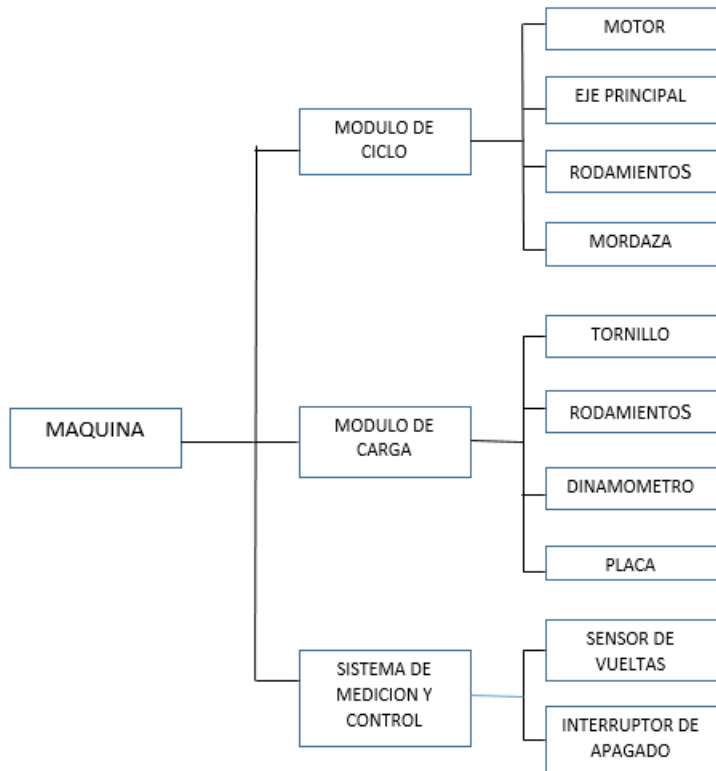 MOTOR
EJE PRINCIPAL
MODULO DE
CICLO
RODAMIENTOS
MORDAZA
TORNILLO
RODAMIENTOS
MAQUINA
MODULO DE
CARGA
DINAMOMETRO
PLACA
SENSOR DE
VUELTAS
SISTEMA DE
MEDICION Y
CONTROL
INTERRUPTOR DE
APAGADO